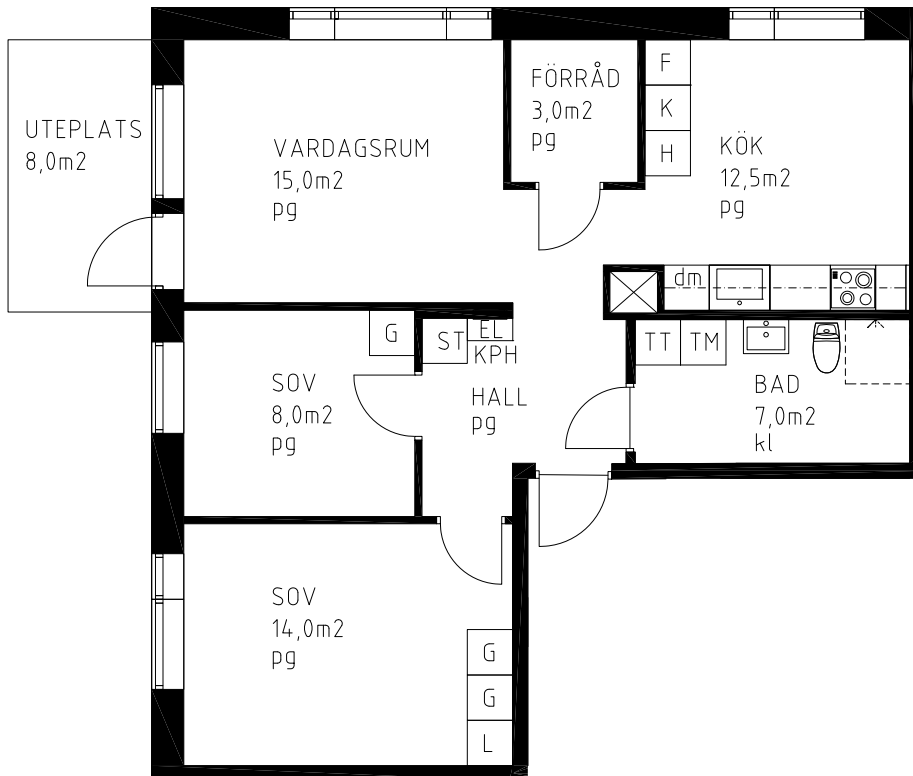 UTEPLATS
8,0m2
VARDAGSRUM
15,0m2
pg
FÖRRÅD
3,0m2
pg
F
K
H
KÖK
12,5m2
pg
dm
G
ST
EL
KPH
SOV
8,0m2
pg
HALL
pg
TT
TM
BAD
7,0m2
kl
SOV
14,0m2
pg
G
G
L